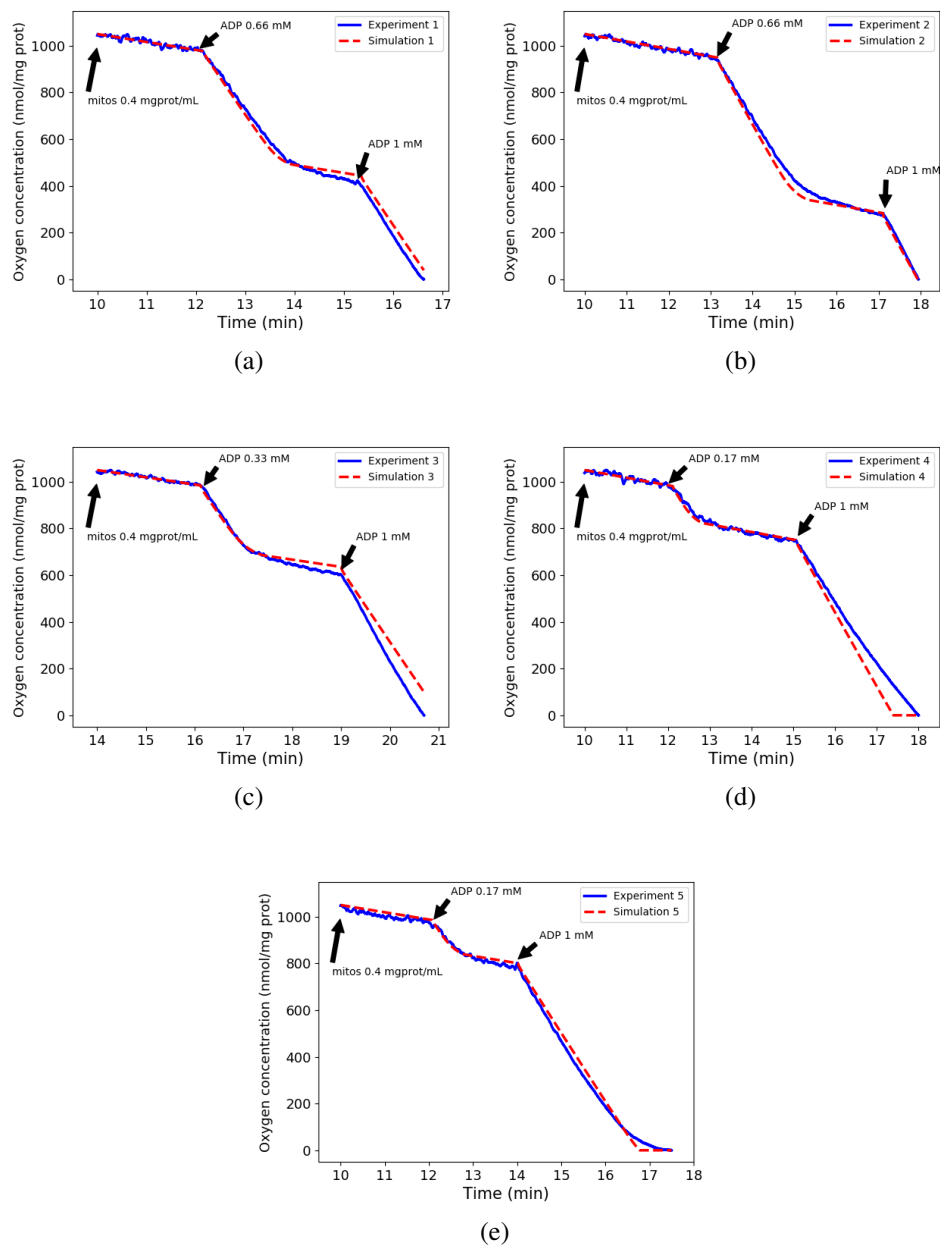 ADP 0.66 mM
Experiment 1
Simulation 1
mitos 0.4 mgprot/mL
ADP 1 mM
Oxygen concentration (nmol/mg prot)
1000
800
600
400
200
0
10 11 12 13 14 15 16 17
Time (min)
(a)
ADP 0.66 mM
Experiment 2
Simulation 2
mitos 0.4 mgprot/mL
ADP 1 mM
Oxygen concentration (nmol/mg prot)
1000
800
600
400
200
0
10 11 12 13 14 15 16 17 18
Time (min)
(b)
ADP 0.33 mM
Experiment 3
Simulation 3
mitos 0.4 mgprot/mL
ADP 1 mM
Oxygen concentration (nmol/mg prot)
1000
800
600
400
200
0
14 15 16 17 18 19 20 21
Time (min)
(c)
ADP 0.17 mM
Experiment 4
Simulation 4
mitos 0.4 mgprot/mL
ADP 1 mM
Oxygen concentration (nmol/mg prot)
1000
800
600
400
200
0
10 11 12 13 14 15 16 17 18
Time (min)
(d)
ADP 0.17 mM
Experiment 5
Simulation 5
mitos 0.4 mgprot/mL
ADP 1 mM
Oxygen concentration (nmol/mg prot)
1000
800
600
400
200
0
10 11 12 13 14 15 16 17 18
Time (min)
(e)